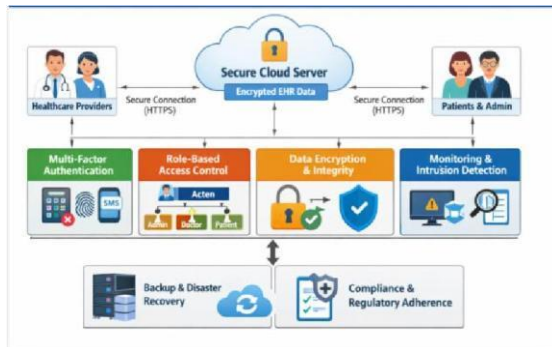 Secure Cloud Server
Encrypted EHR Data
Healthcare Providers
Secure Connection
(HTTPS)
Secure Connection
(HTTPS)
Patients & Admin
Multi-Factor
Authentication
SMS
Role-Based
Access Control
Acten
Admin
Doctor
Patient
Data Encryption
& Integrity
Monitoring &
Intrusion Detection
Backup & Disaster
Recovery
Compliance &
Regulatory Adherence